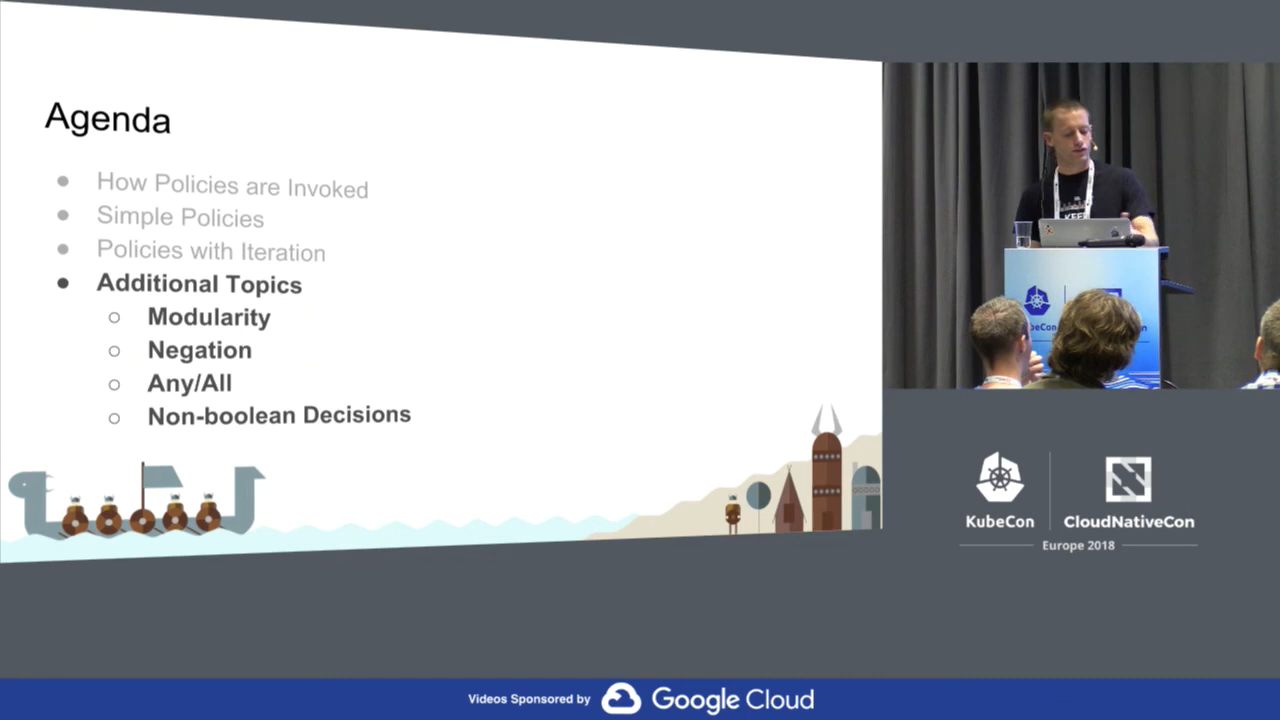 Agenda
How Policies are Invoked
Simple Policies
Policies with Iteration
Additional Topics
Modularity
Negation
Any/All
Non-boolean Decisions
KEEP
KubeCon
CloudNativeCon
Europe 2018
Videos Sponsored by Google Cloud